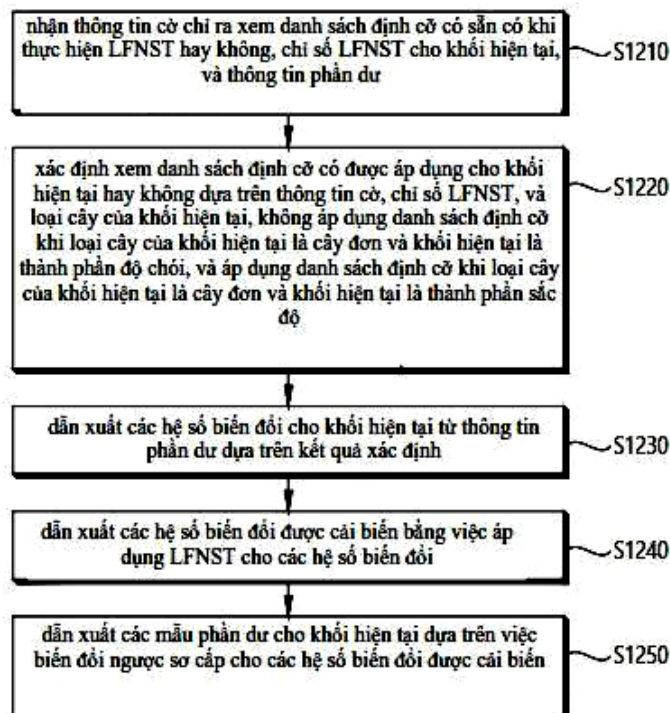 nhận thông tin cờ chỉ ra xem danh sách định cỡ có sẵn có khi
thực hiện LFNST hay không, chỉ số LFNST cho khối hiện tại,
và thông tin phần dư
S1210
xác định xem danh sách định cỡ có được áp dụng cho khối
hiện tại hay không dựa trên thông tin cờ, chỉ số LFNST, và
loại cây của khối hiện tại, không áp dụng danh sách định cỡ
khi loại cây của khối hiện tại là cây đơn và khối hiện tại là
thành phần độ chói, và áp dụng danh sách định cỡ khi loại cây
của khối hiện tại là cây đơn và khối hiện tại là thành phần sắc
độ
S1220
dẫn xuất các hệ số biến đổi cho khối hiện tại từ thông tin
phần dư dựa trên kết quả xác định
S1230
dẫn xuất các hệ số biến đổi được cải biến bằng việc áp
dụng LFNST cho các hệ số biến đổi
S1240
dẫn xuất các mẫu phần dư cho khối hiện tại dựa trên việc
biến đổi ngược sơ cấp cho các hệ số biến đổi được cải biến
S1250